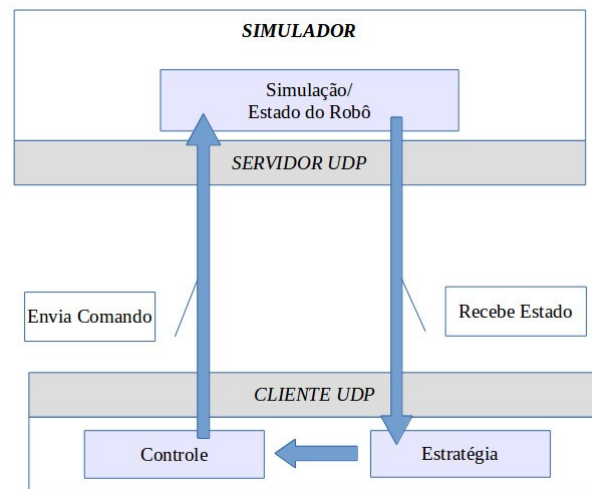 SIMULADOR
Simulação/
Estado do Robô
SERVIDOR UDP
Envia Comando
Recebe Estado
CLIENTE UDP
Controle
Estratégia